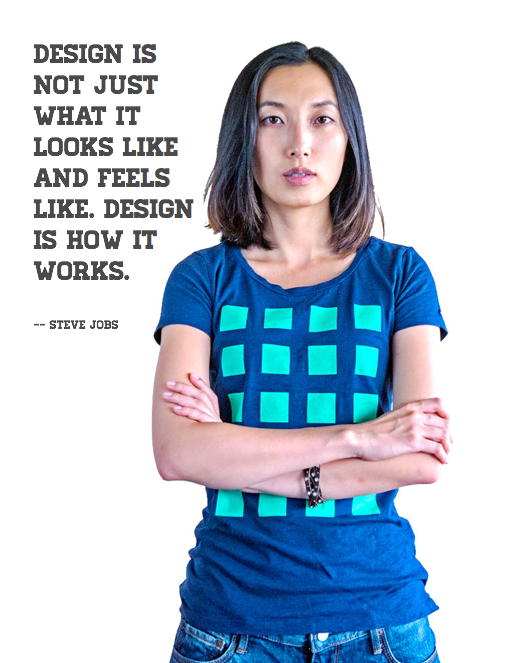 DESIGN IS
NOT JUST
WHAT IT
LOOKS LIKE
AND FEELS
LIKE. DESIGN
IS HOW IT
WORKS.
-- STEVE JOBS